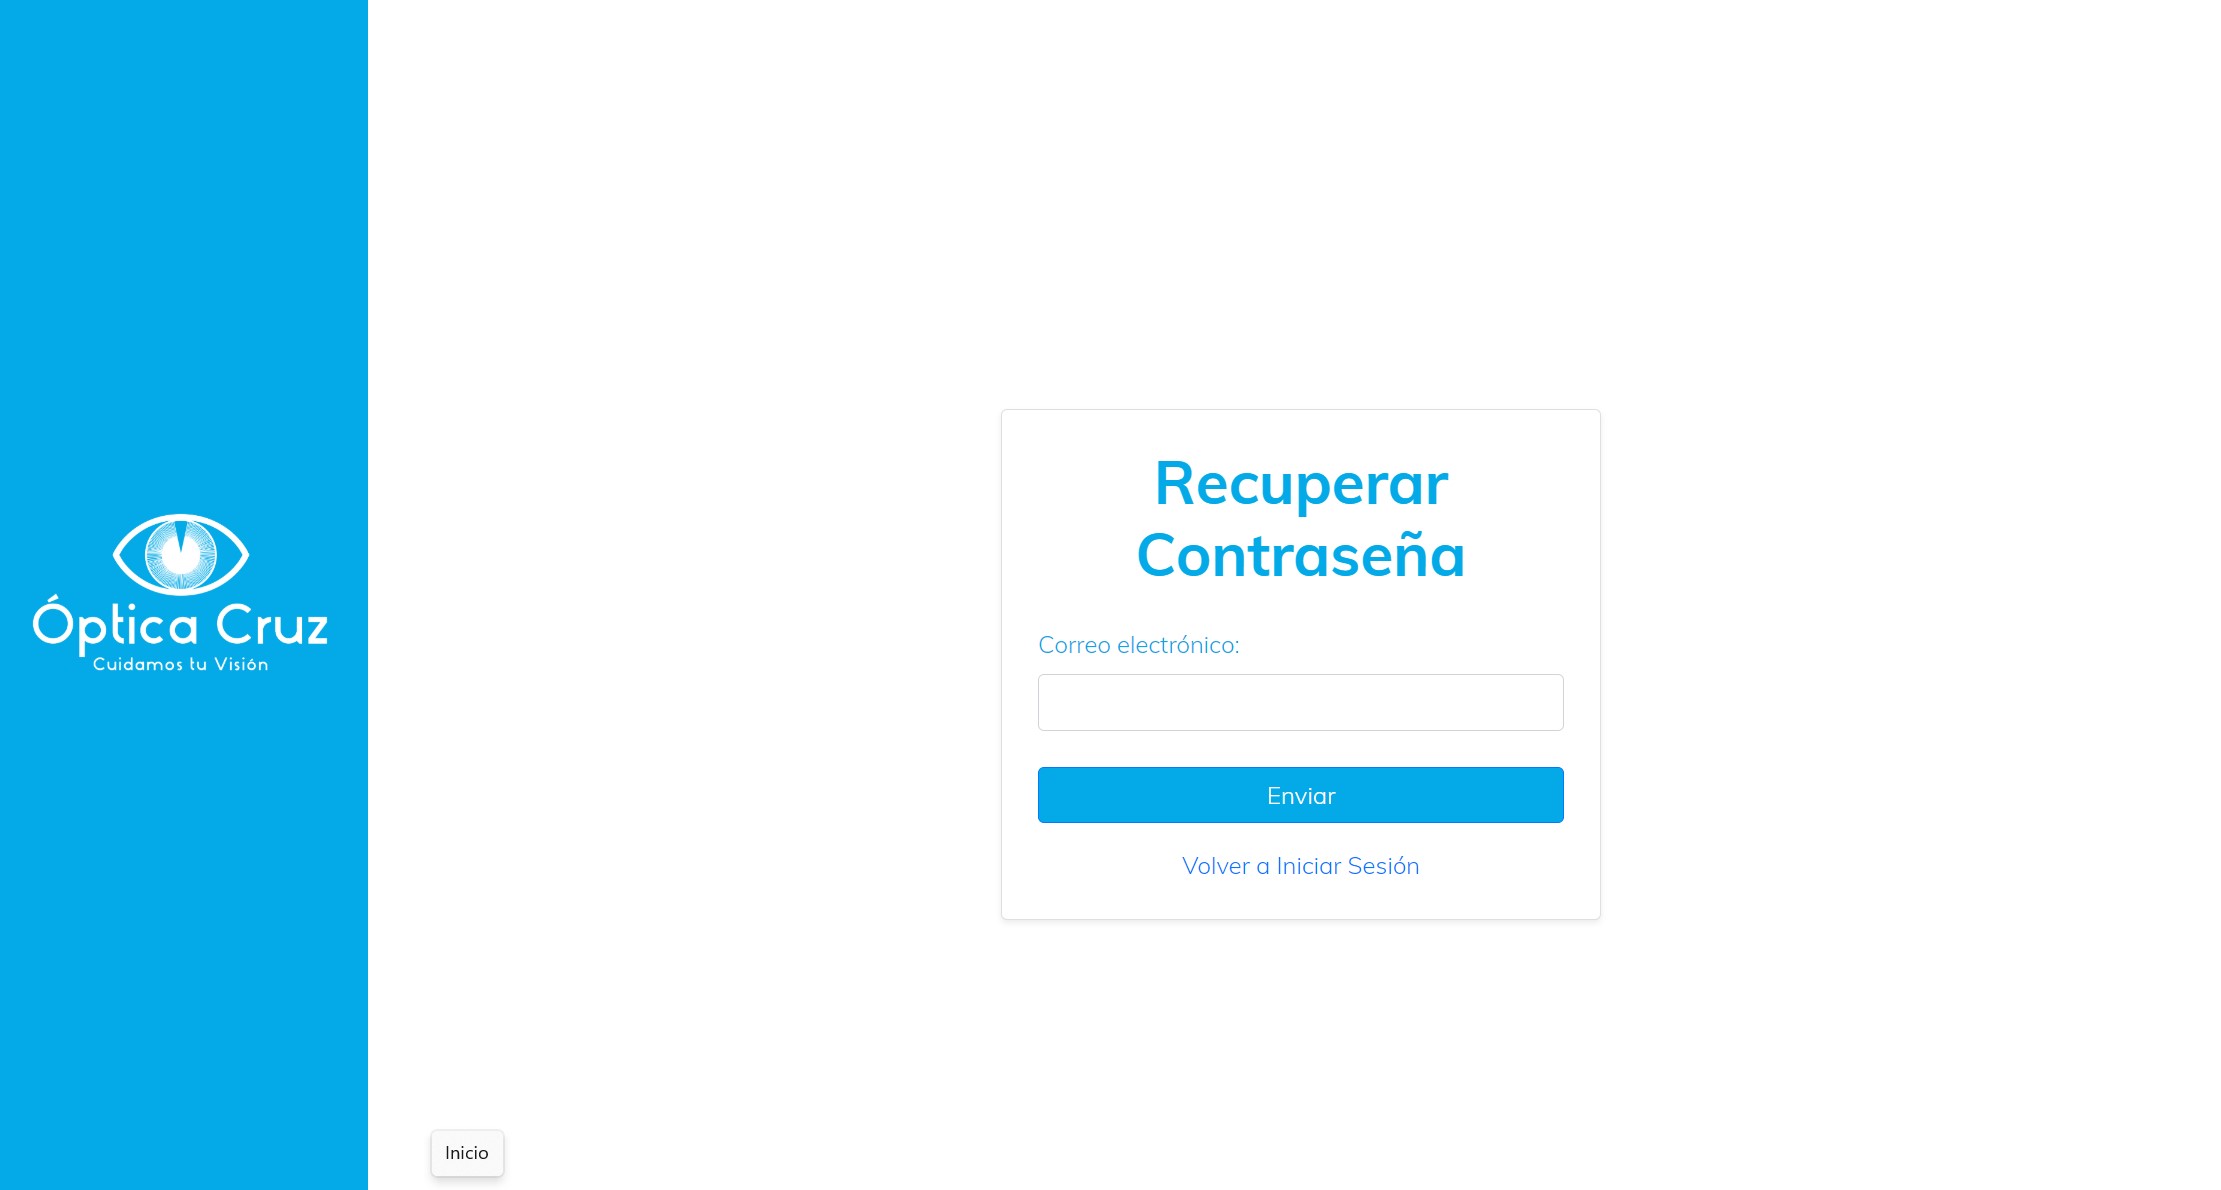 Óptica Cruz
Cuidamos tu Visión
Recuperar
Contraseña
Correo electrónico:
Enviar
Volver a Iniciar Sesión
Inicio